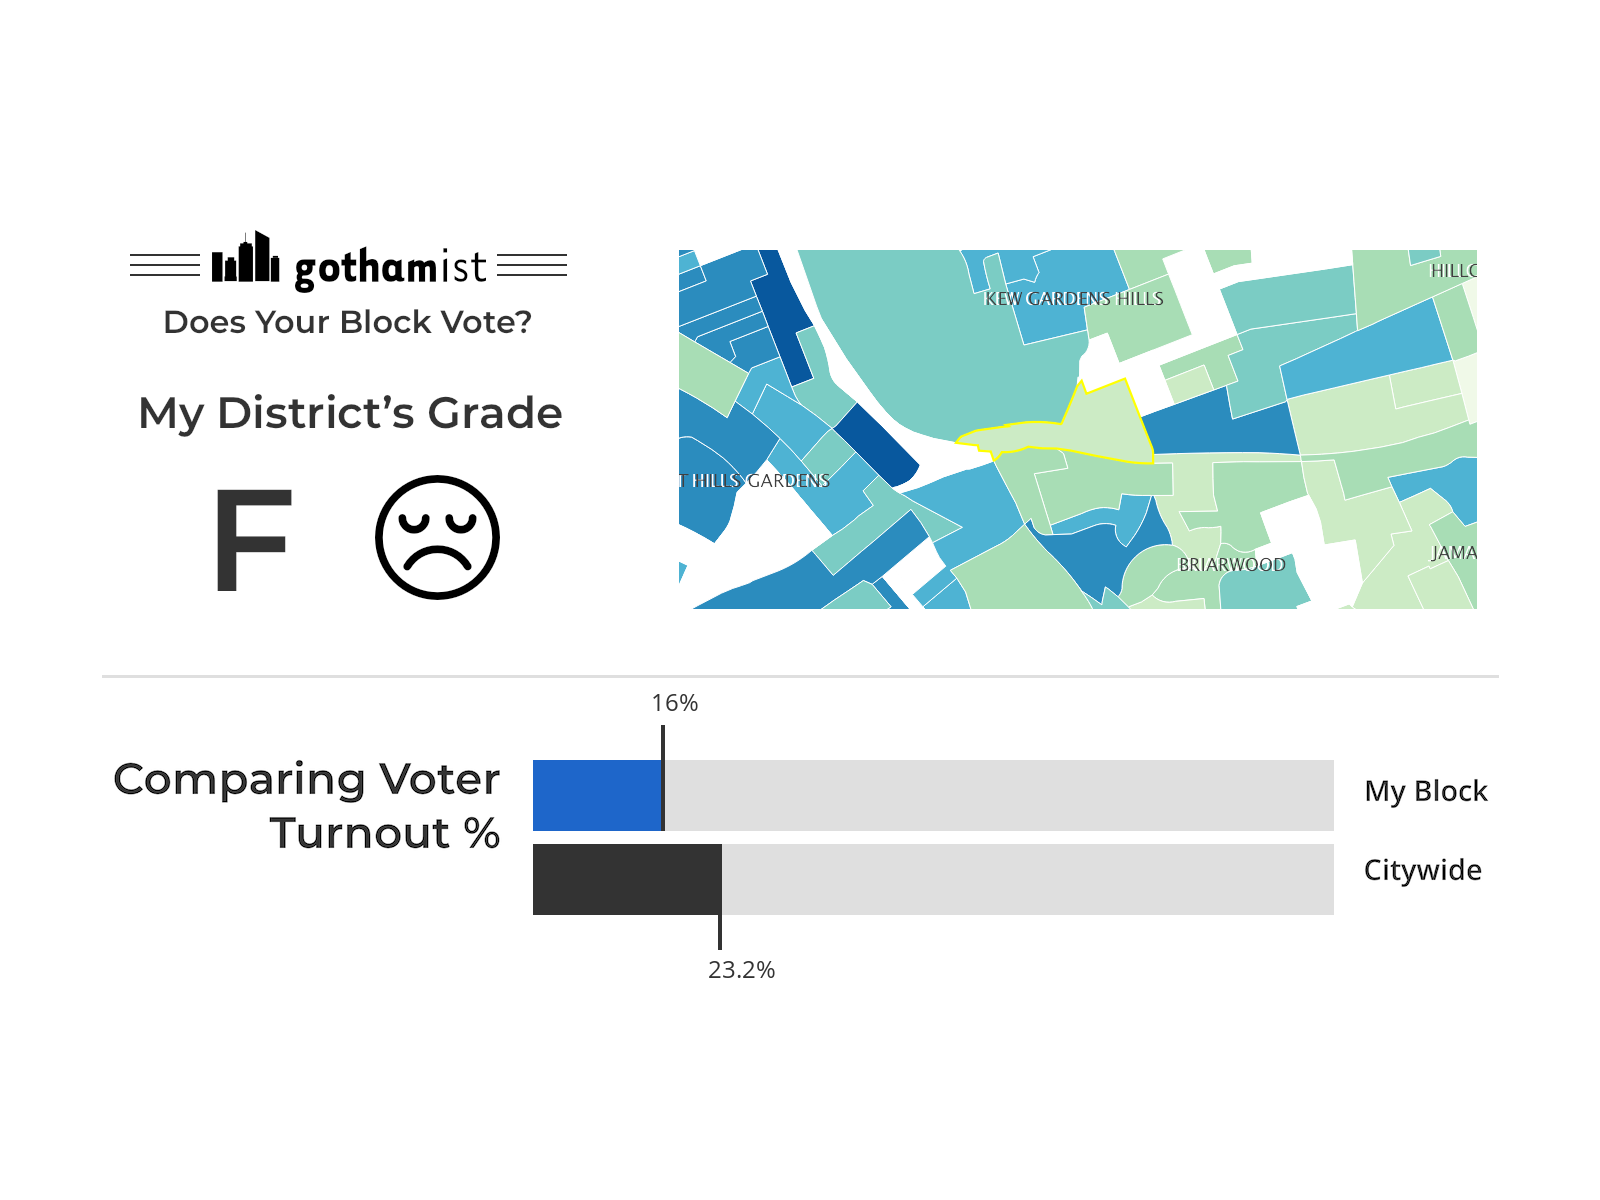 gothamist
Does Your Block Vote?
My District’s Grade
F
KEW GARDENS HILLS
HILLC
T HILLS GARDENS
BRIARWOOD
JAMA
16%
Comparing Voter
Turnout %
My Block
Citywide
23.2%